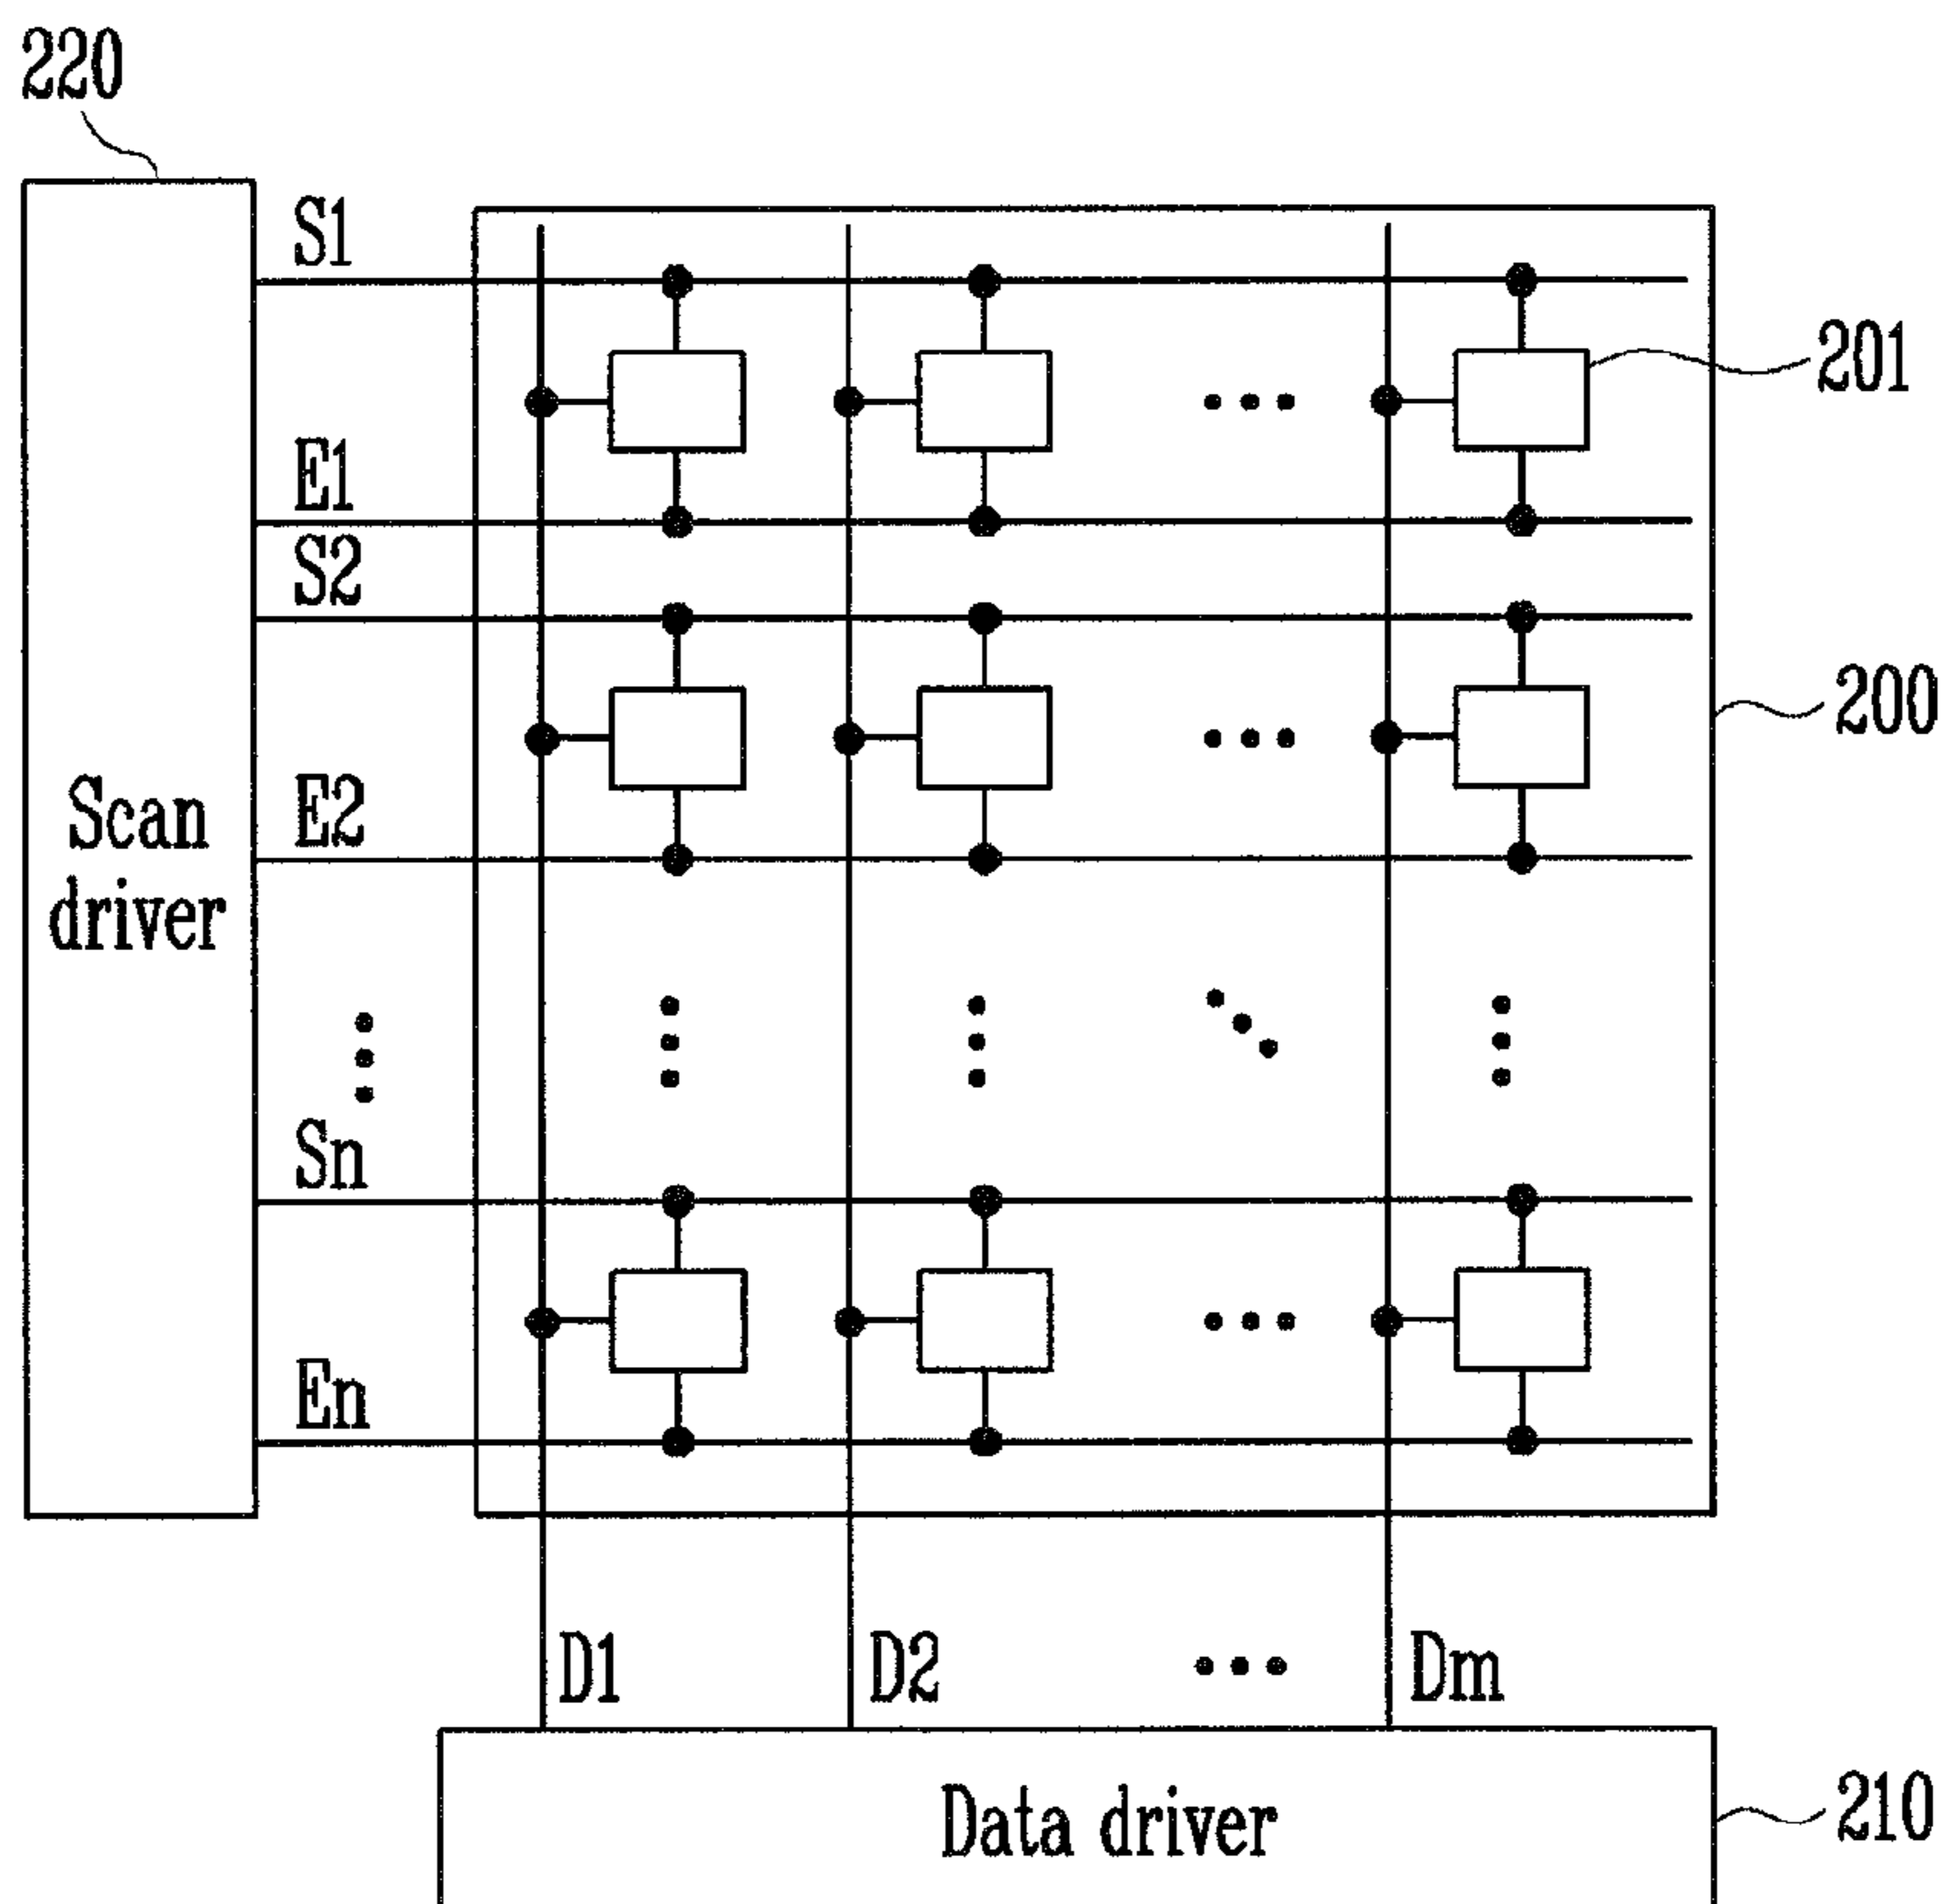 220
S1
201
E1
S2
200
E2
Scan
driver
Sn
En
D1 D2 Dm
Data driver
210